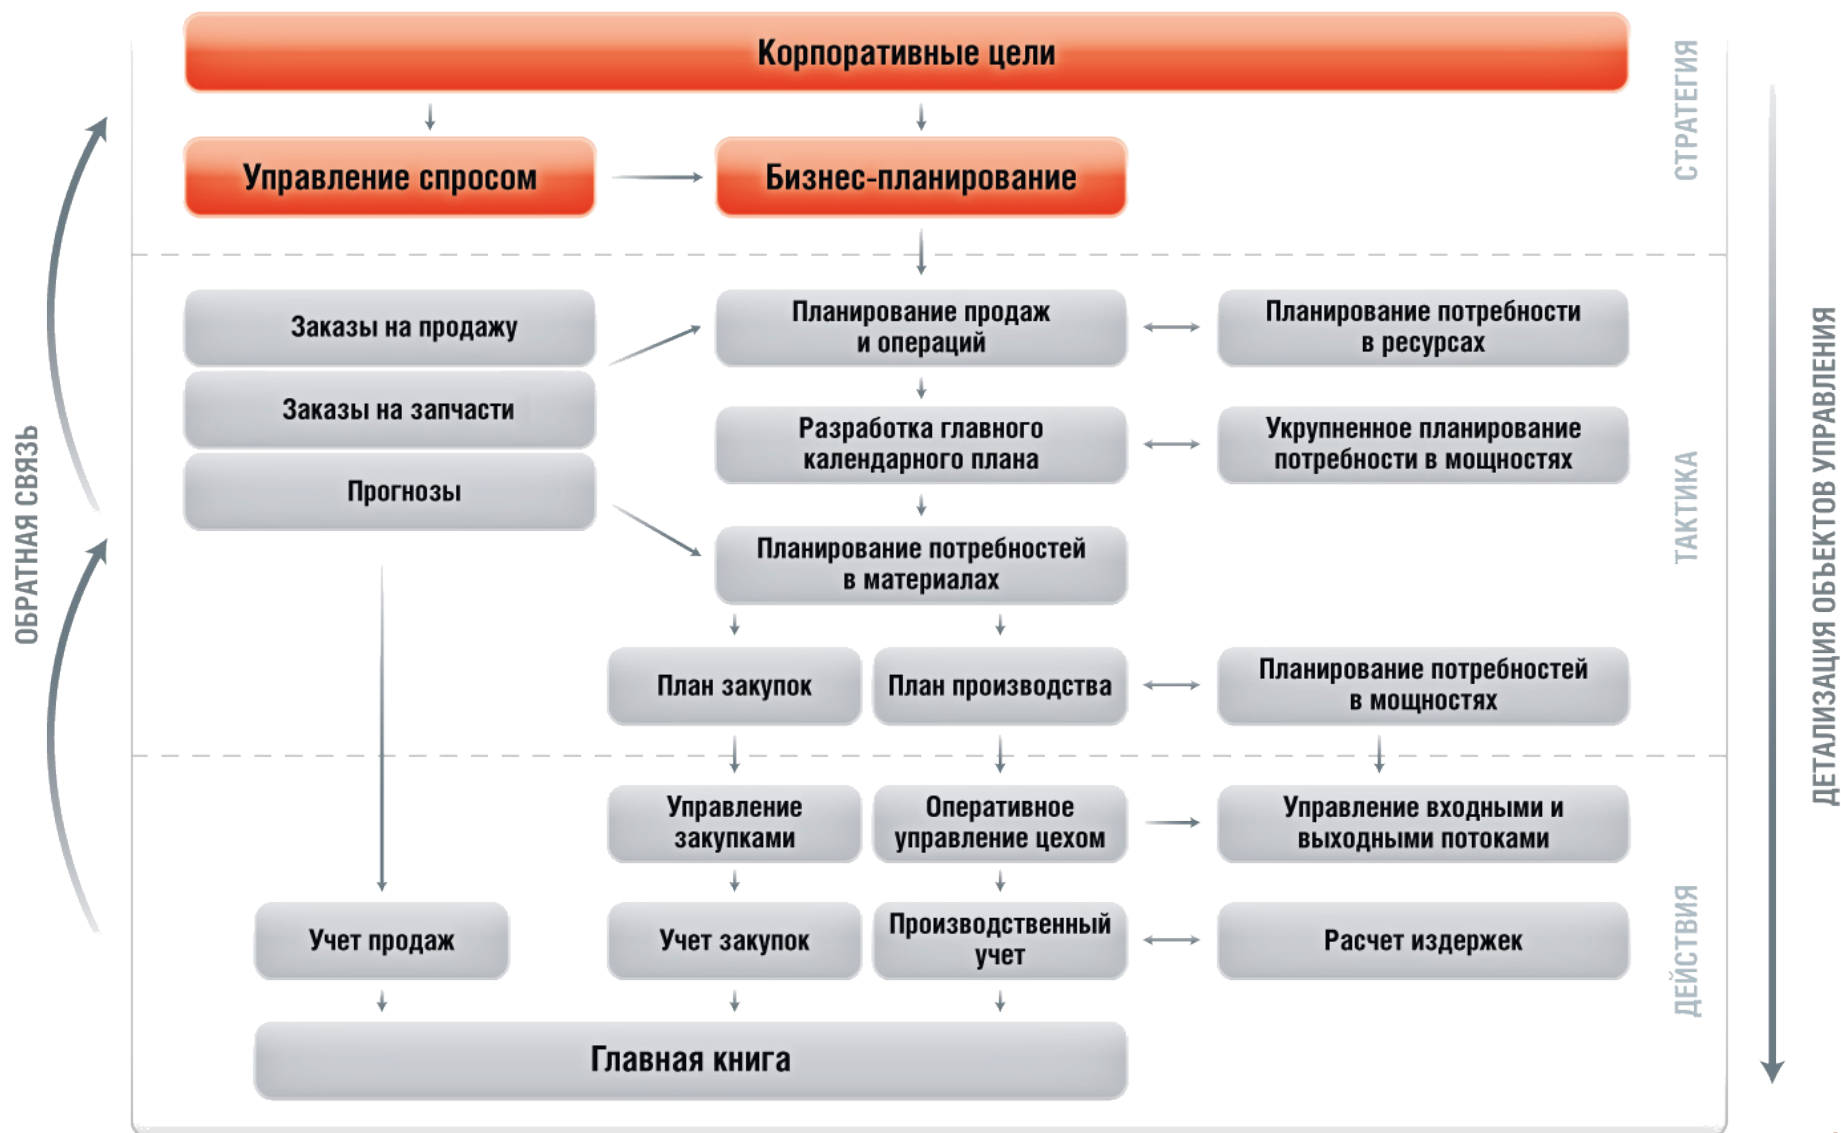 Корпоративные цели
СТРАТЕГИЯ
Управление спросом
Бизнес-планирование
Заказы на продажу
Заказы на запчасти
Прогнозы
Планирование продаж
и операций
Планирование потребности
в ресурсах
Разработка главного
календарного плана
Укрупненное планирование
потребности в мощностях
Планирование потребностей
в материалах
ТАКТИКА
План закупок
План производства
Планирование потребностей
в мощностях
Управление
закупками
Оперативное
управление цехом
Управление входными и
выходными потоками
Учет продаж
Учет закупок
Производственный
учет
Расчет издержек
ДЕЙСТВИЯ
Главная книга
ОБРАТНАЯ СВЯЗЬ
ДЕТАЛИЗАЦИЯ ОБЪЕКТОВ УПРАВЛЕНИЯ